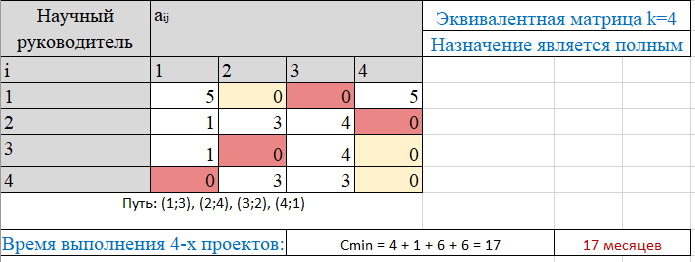 Научный руководитель
aij
Эквивалентная матрица k=4
Назначение является полным
i 1 2 3 4
1 5 0 0 5
2 1 3 4 0
3 1 0 4 0
4 0 3 3 0
Путь: (1;3), (2;4), (3;2), (4;1)
Время выполнения 4-х проектов: Cmin = 4 + 1 + 6 + 6 = 17 17 месяцев